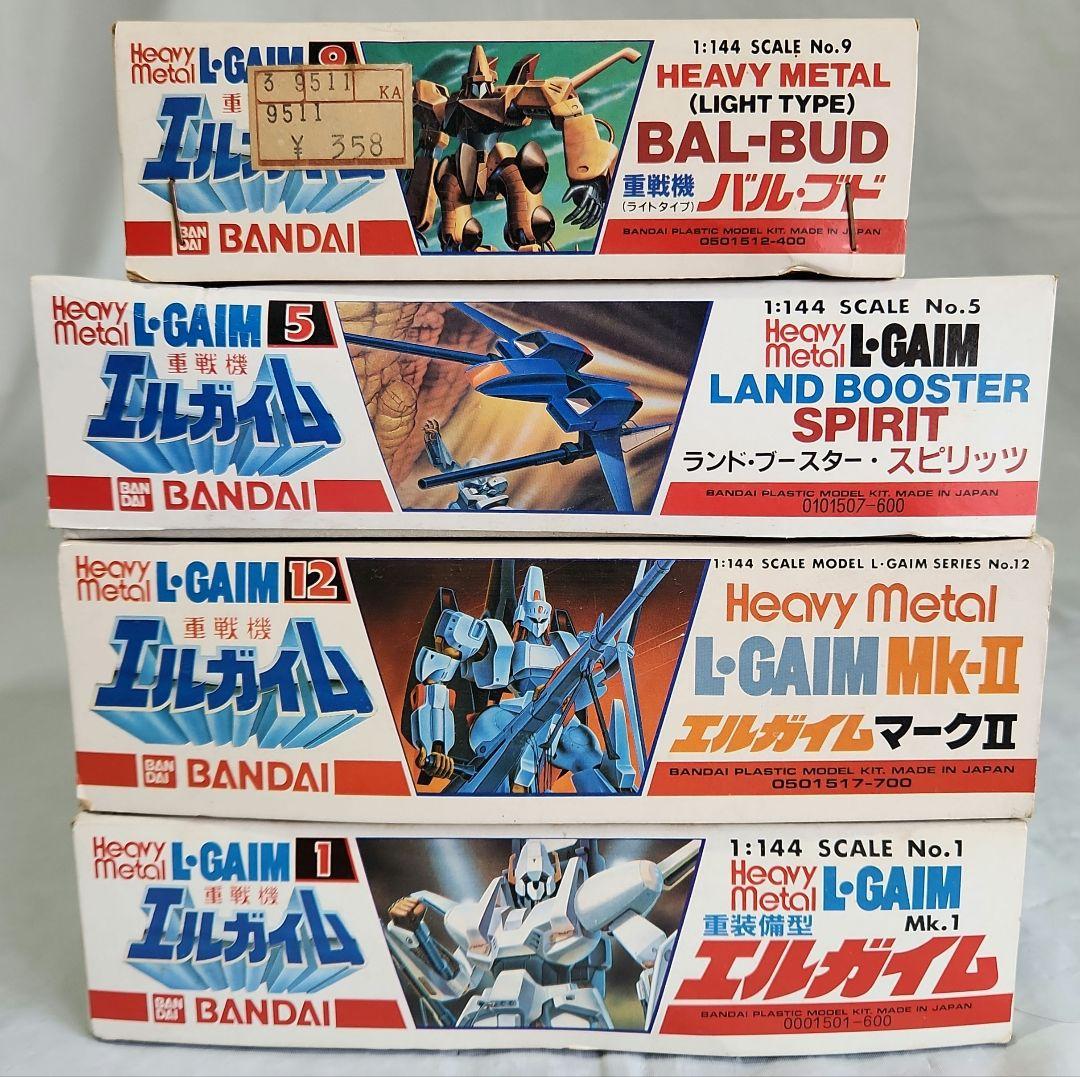 Heavy Metal L·GAIM 9
3 9511 KA
9511
¥ 358
重
エルガイム
BAN DAI BANDAI
1:144 SCALE No.9
HEAVY METAL
(LIGHT TYPE)
BAL-BUD
重戦機
(ライトタイプ)
バル・ブド
BANDAI PLASTIC MODEL KIT. MADE IN JAPAN
0501512-400
Heavy Metal L·GAIM 5
重戦機
エルガイム
BAN DAI BANDAI
1:144 SCALE No.5
Heavy Metal L·GAIM
LAND BOOSTER
SPIRIT
ランド・ブースター・スピリッツ
BANDAI PLASTIC MODEL KIT. MADE IN JAPAN
0101507-600
Heavy Metal L·GAIM 12
重戦機
エルガイム
BAN DAI BANDAI
1:144 SCALE MODEL L·GAIM SERIES No.12
Heavy Metal
L·GAIM Mk-II
エルガイム マークII
BANDAI PLASTIC MODEL KIT. MADE IN JAPAN
0501517-700
Heavy Metal L·GAIM 1
重戦機
エルガイム
BAN DAI BANDAI
1:144 SCALE No.1
Heavy Metal L·GAIM
重装備型 Mk.1
エルガイム
BANDAI PLASTIC MODEL KIT. MADE IN JAPAN
0001501-600